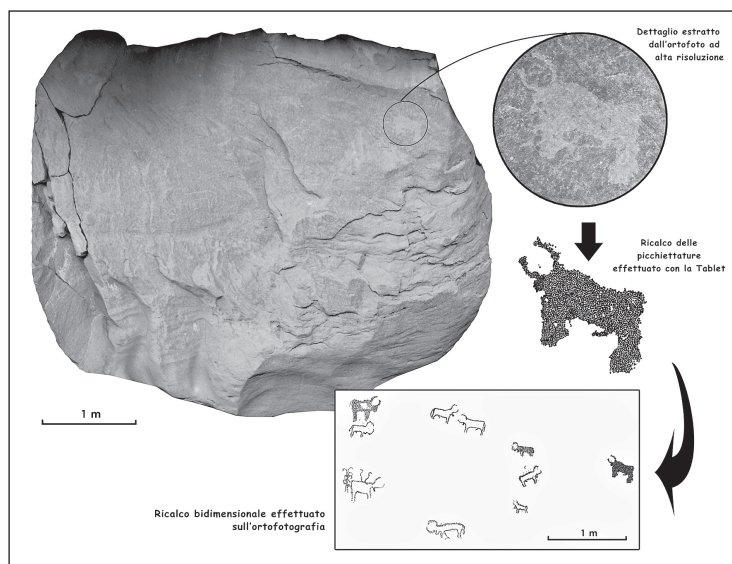 Dettaglio estratto
dall'ortofoto ad
alta risoluzione
Ricalco delle
picchiettature
effettuato con la Tablet
1 m
Ricalco bidimensionale effettuato
sull'ortofotografia
1 m